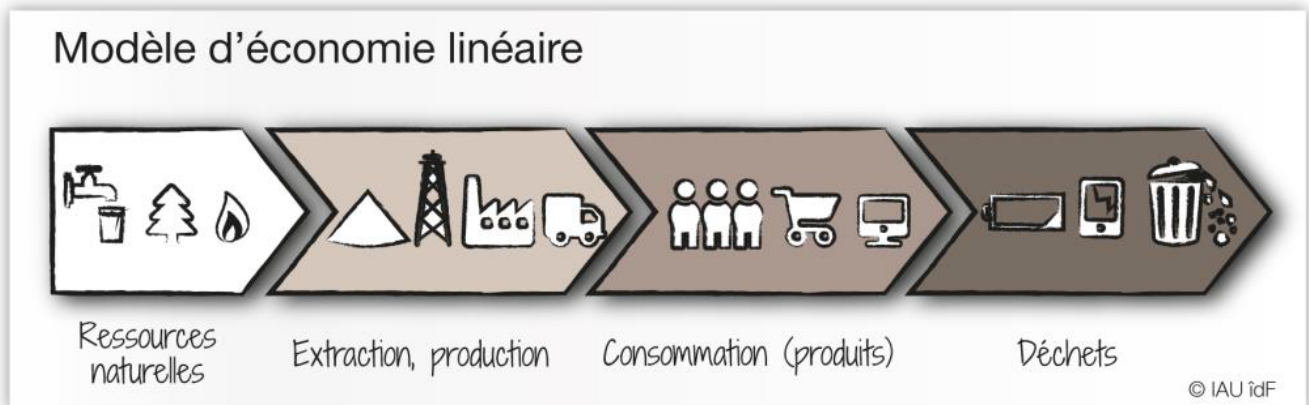 Modèle d'économie linéaire
Ressources
naturelles
Extraction, production
Consommation (produits)
Déchets
© IAU îdF